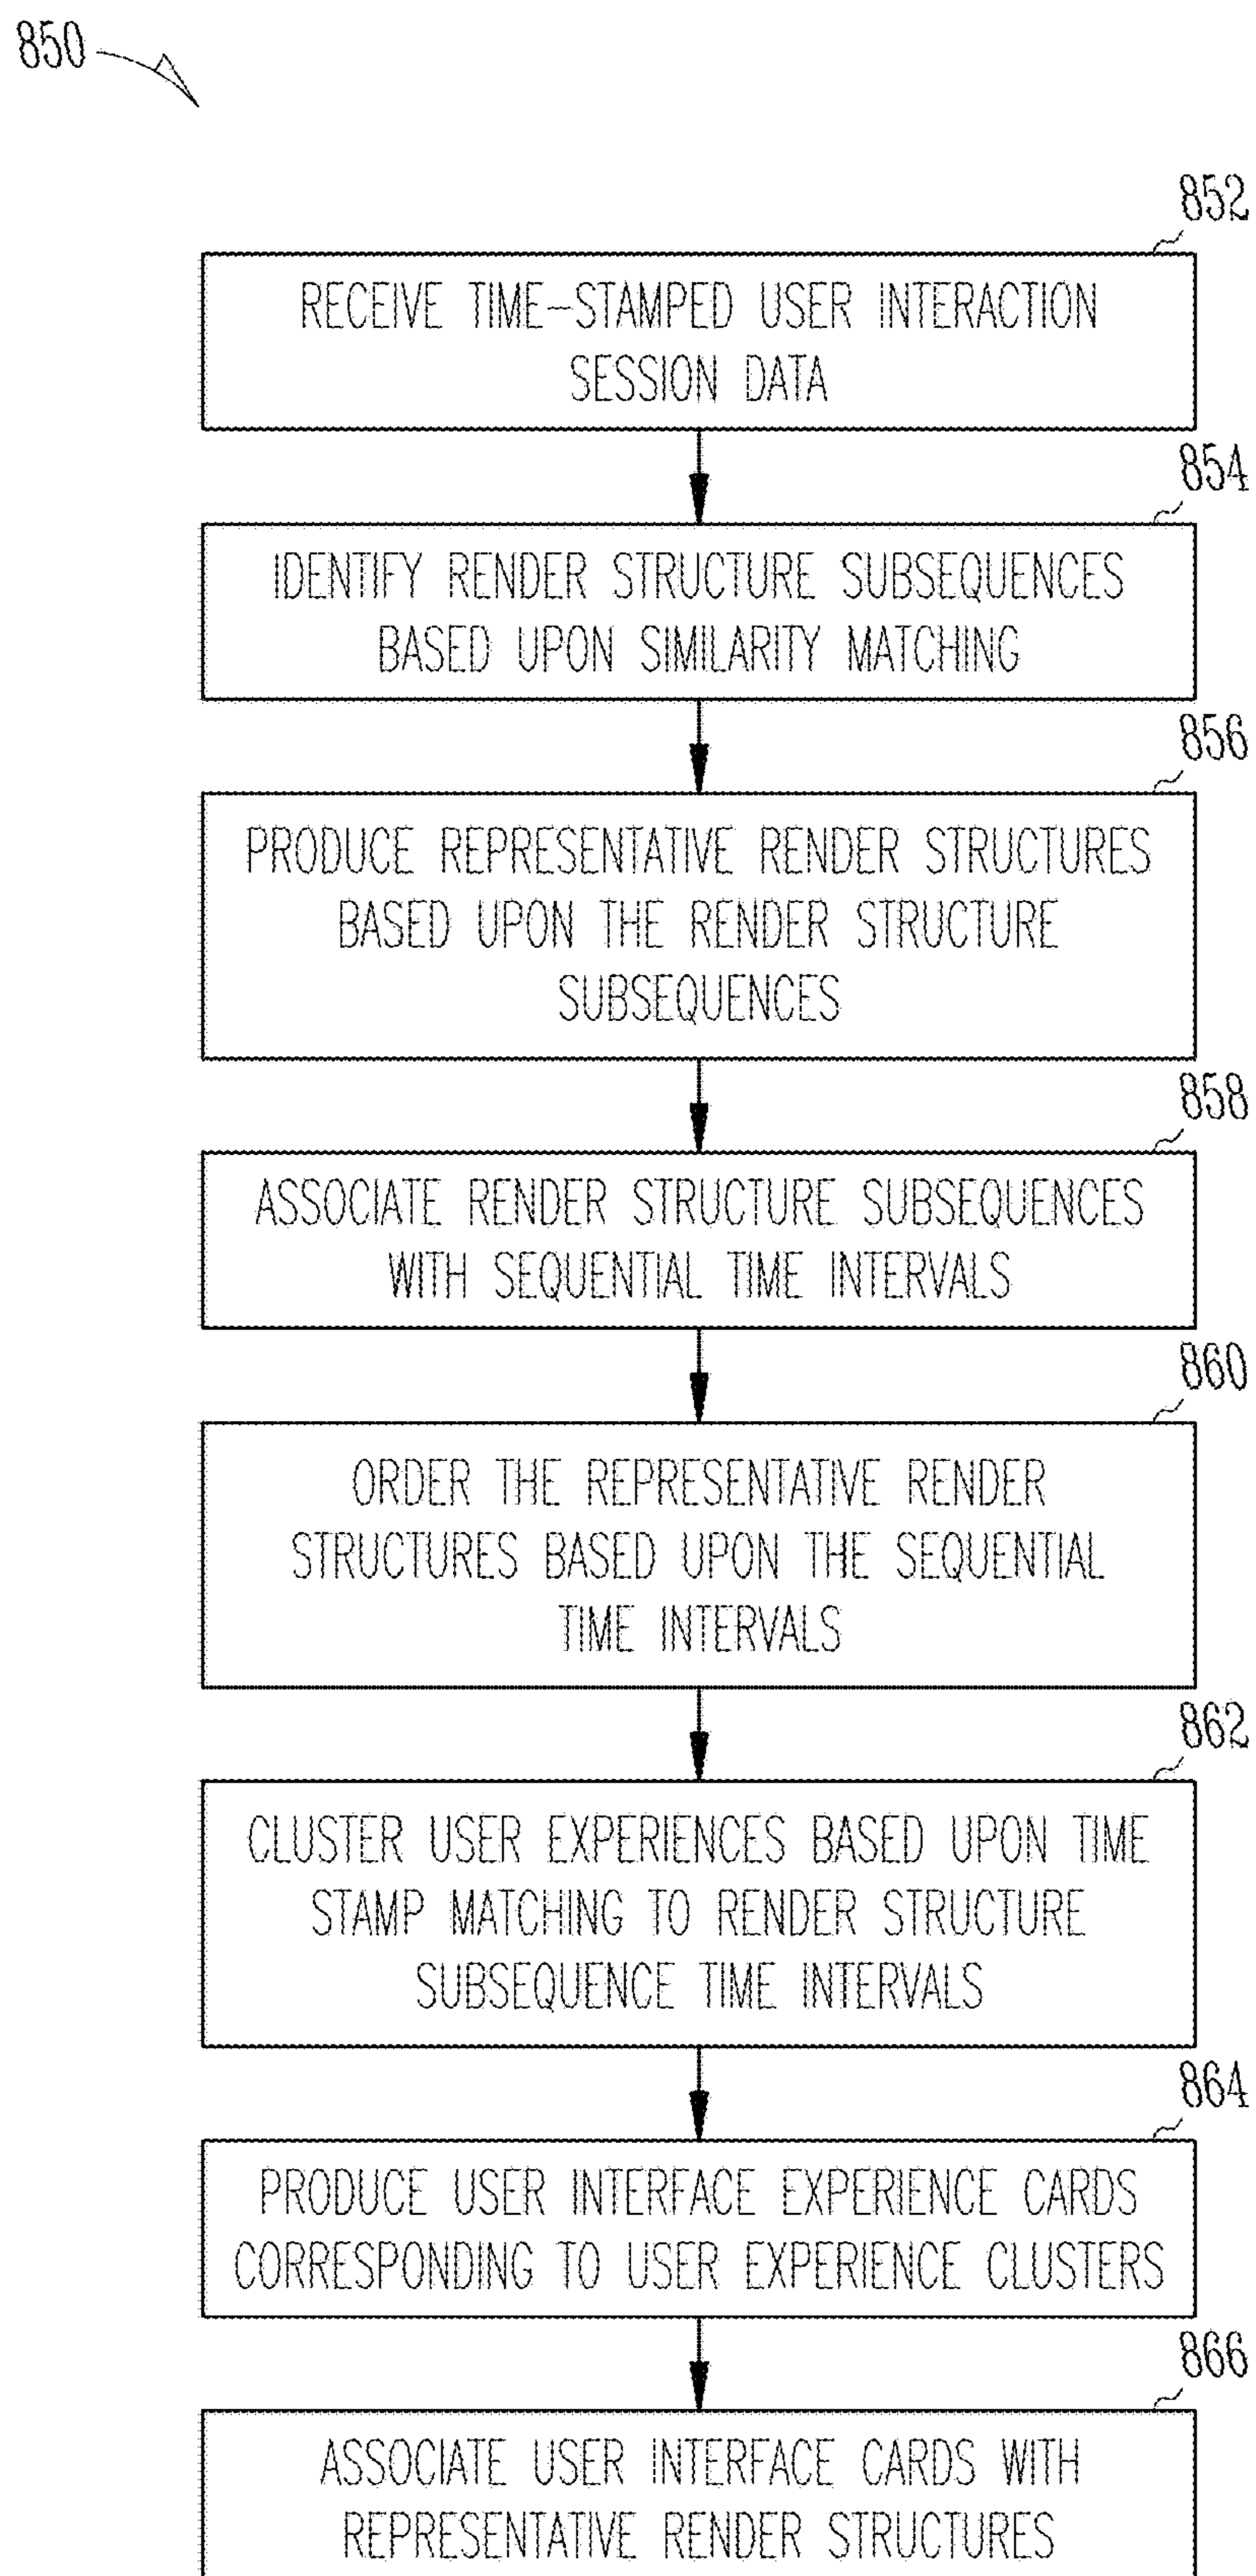 850
852
RECEIVE TIME-STAMPED USER INTERACTION
SESSION DATA
854
IDENTIFY RENDER STRUCTURE SUBSEQUENCES
BASED UPON SIMILARITY MATCHING
856
PRODUCE REPRESENTATIVE RENDER STRUCTURES
BASED UPON THE RENDER STRUCTURE
SUBSEQUENCES
858
ASSOCIATE RENDER STRUCTURE SUBSEQUENCES
WITH SEQUENTIAL TIME INTERVALS
860
ORDER THE REPRESENTATIVE RENDER
STRUCTURES BASED UPON THE SEQUENTIAL
TIME INTERVALS
862
CLUSTER USER EXPERIENCES BASED UPON TIME
STAMP MATCHING TO RENDER STRUCTURE
SUBSEQUENCE TIME INTERVALS
864
PRODUCE USER INTERFACE EXPERIENCE CARDS
CORRESPONDING TO USER EXPERIENCE CLUSTERS
866
ASSOCIATE USER INTERFACE CARDS WITH
REPRESENTATIVE RENDER STRUCTURES